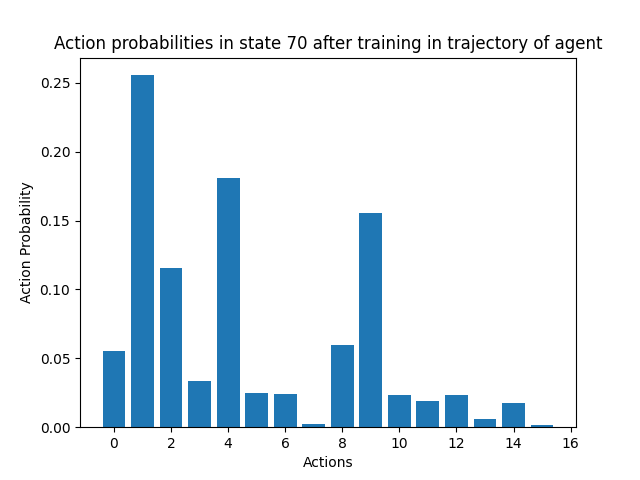 Action probabilities in state 70 after training in trajectory of agent
0.25
0.20
0.15
0.10
0.05
0.00
Action Probability
0 2 4 6 8 10 12 14 16
Actions